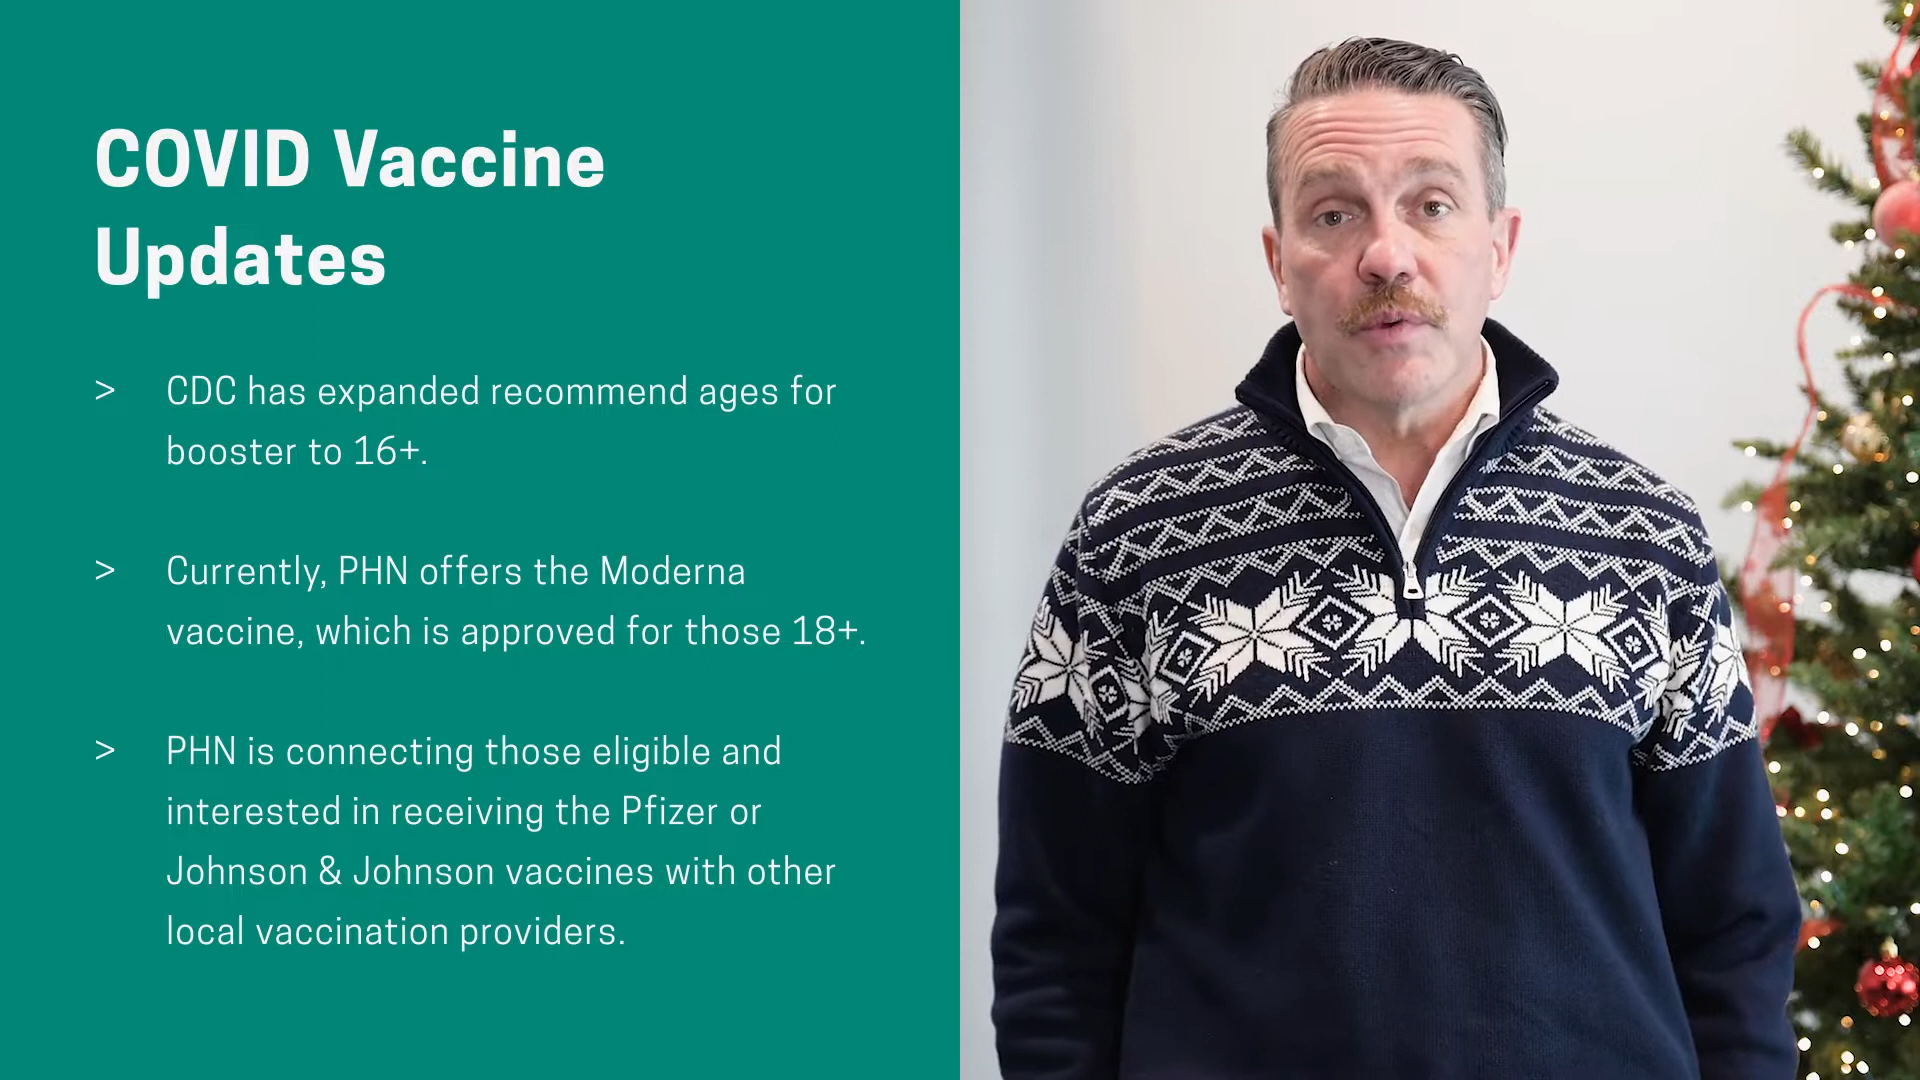 COVID Vaccine
Updates
> CDC has expanded recommend ages for
booster to 16+.
> Currently, PHN offers the Moderna
vaccine, which is approved for those 18+.
> PHN is connecting those eligible and
interested in receiving the Pfizer or
Johnson & Johnson vaccines with other
local vaccination providers.